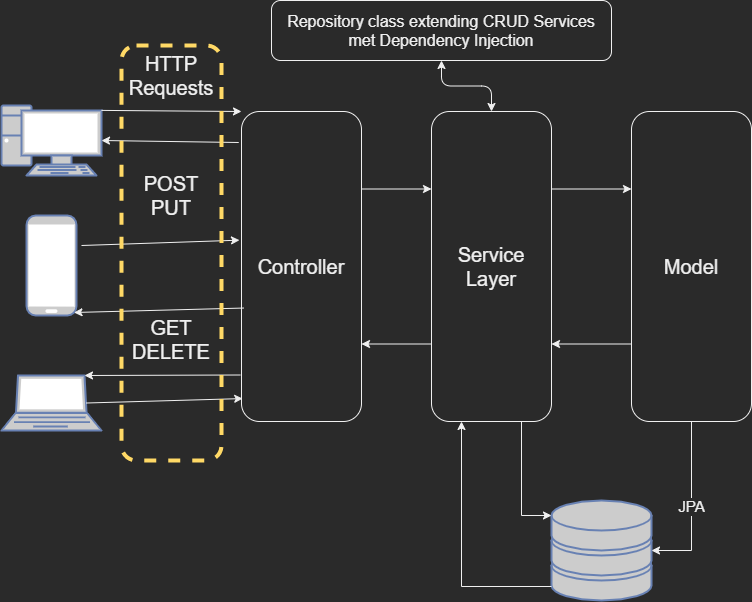 Repository class extending CRUD Services
met Dependency Injection
HTTP
Requests
POST
PUT
GET
DELETE
Controller
Service
Layer
Model
JPA